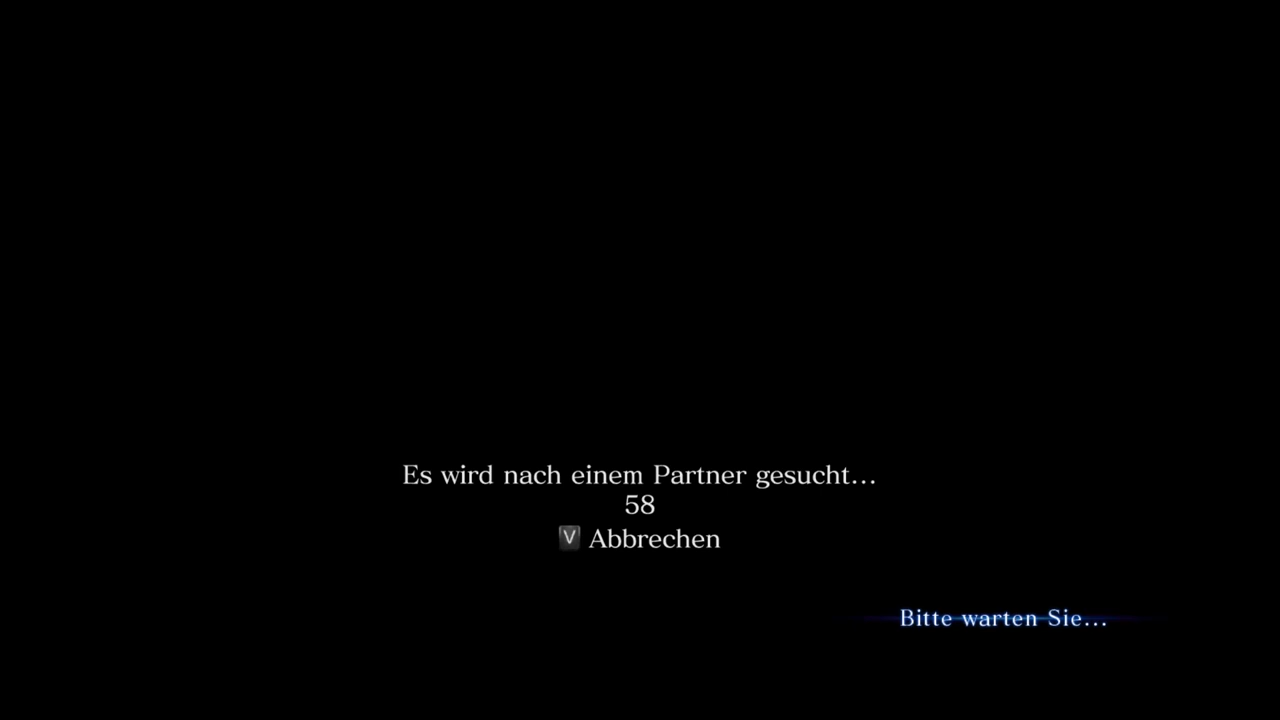 Es wird nach einem Partner gesucht...
58
V Abbrechen
Bitte warten Sie...